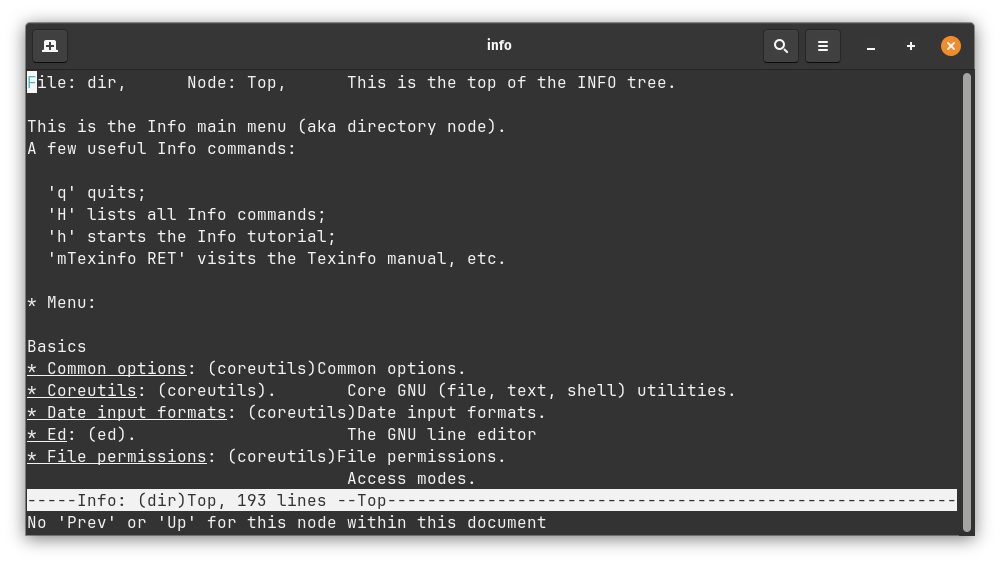 info
File: dir,      Node: Top,      This is the top of the INFO tree.
This is the Info main menu (aka directory node).
A few useful Info commands:
  'q' quits;
  'H' lists all Info commands;
  'h' starts the Info tutorial;
  'mTexinfo RET' visits the Texinfo manual, etc.
* Menu:
Basics
* Common options: (coreutils)Common options.
* Coreutils: (coreutils).       Core GNU (file, text, shell) utilities.
* Date input formats: (coreutils)Date input formats.
* Ed: (ed).                     The GNU line editor
* File permissions: (coreutils)File permissions.
                                Access modes.
-----Info: (dir)Top, 193 lines --Top---------------------------------------------------------
No 'Prev' or 'Up' for this node within this document